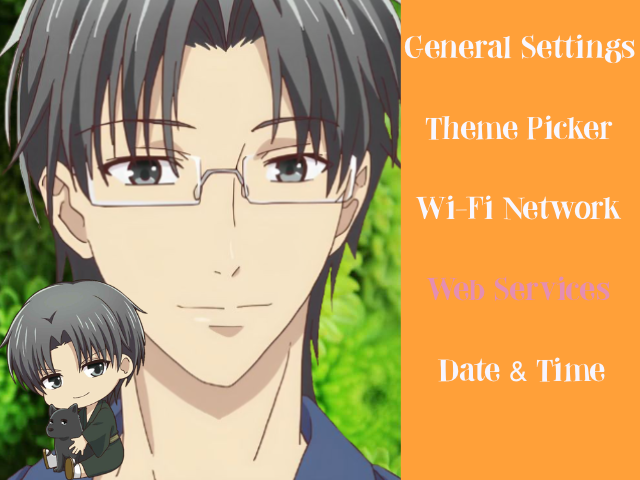 General Settings
Theme Picker
Wi-Fi Network
Web Services
Date & Time